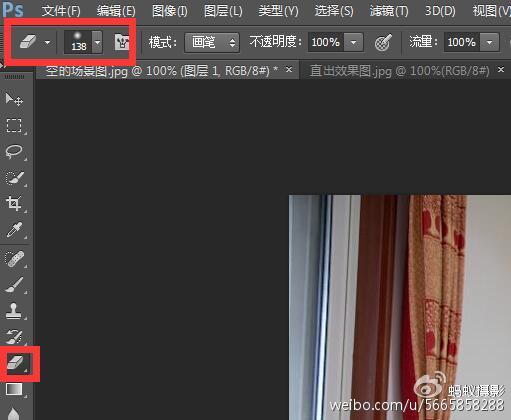 Ps 文件(F) 编辑(E) 图像(I) 图层(L) 类型(Y) 选择(S) 滤镜(T) 3D(D) 视图(V)
138 模式: 画笔 不透明度: 100% 流量: 100%
空的场景图.jpg @ 100% (图层 1, RGB/8#) * × 直出效果图.jpg @ 100%(RGB/8#) ×
蚂蚁摄影
weibo.com/u/5665858288